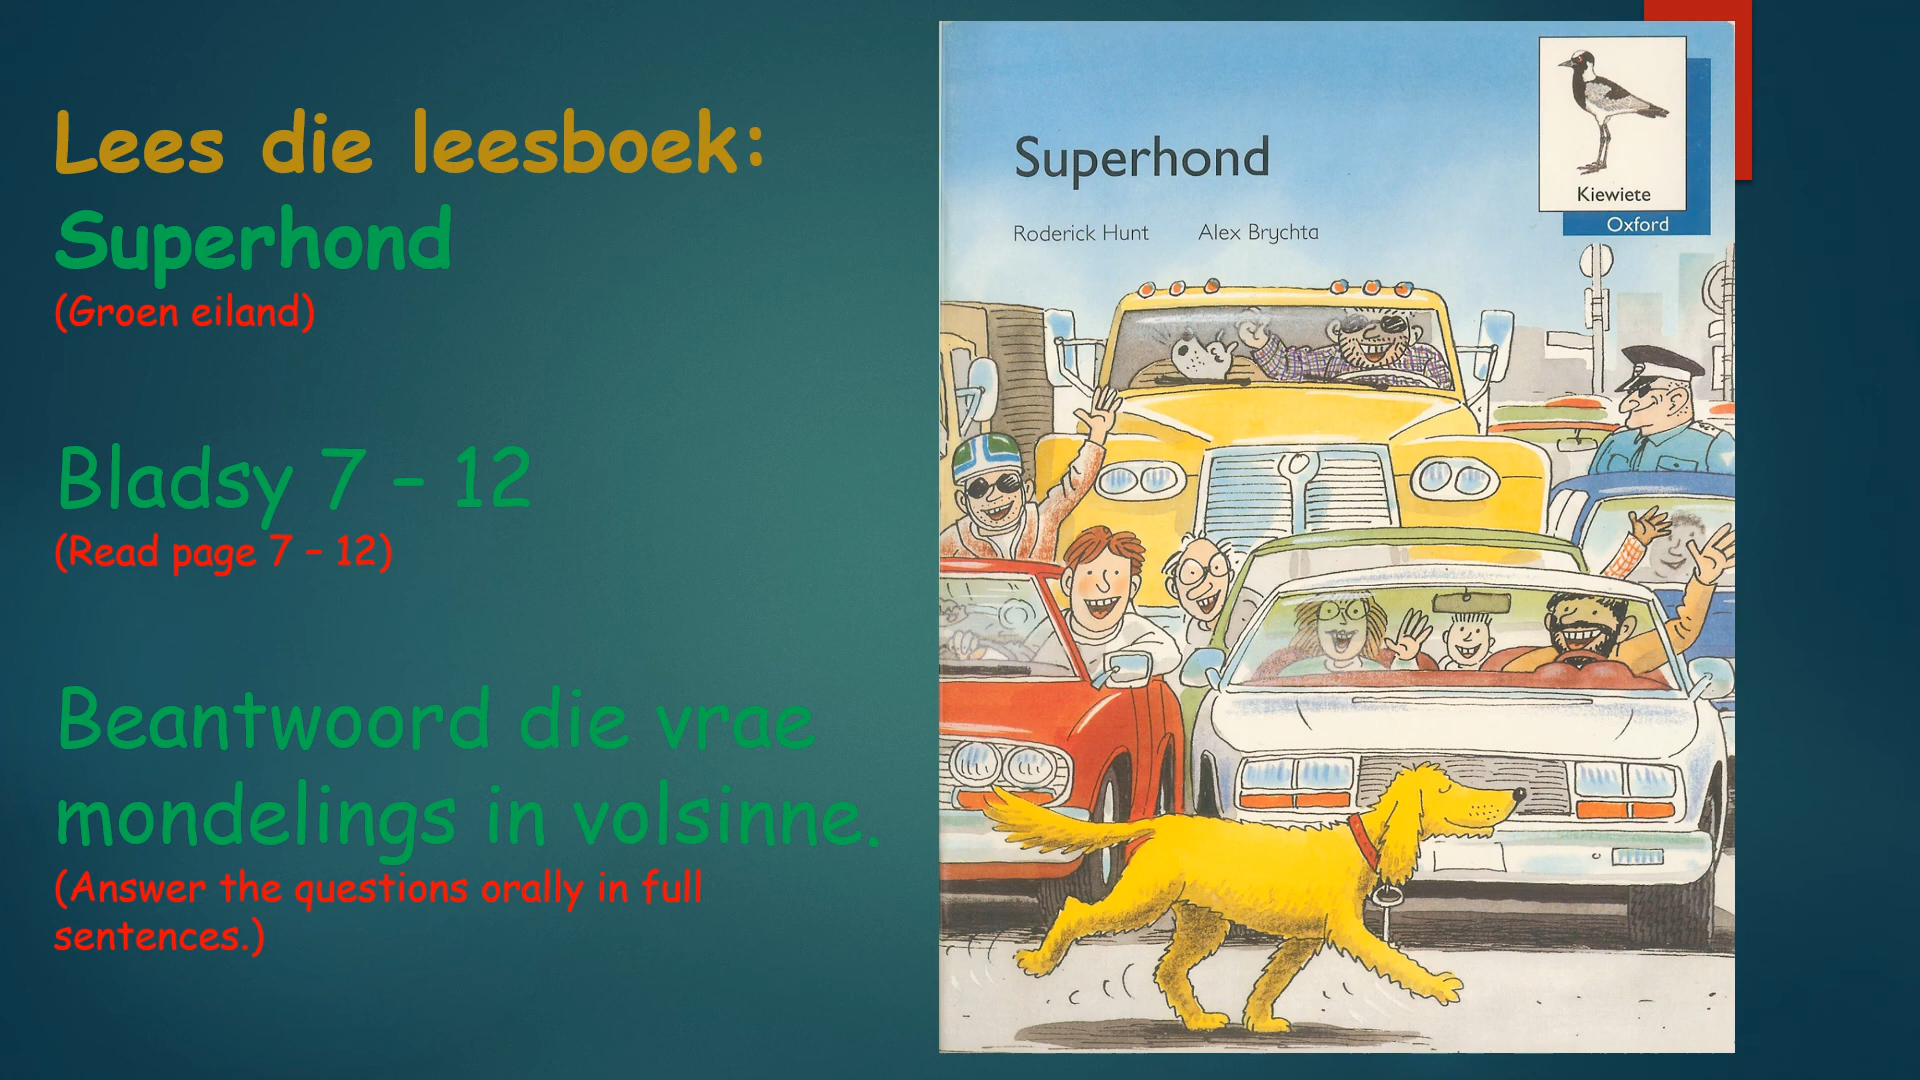 Lees die leesboek:
Superhond
(Groen eiland)
Bladsy 7 – 12
(Read page 7 – 12)
Beantwoord die vrae
mondelings in volsinne.
(Answer the questions orally in full
sentences.)
Superhond
Roderick Hunt Alex Brychta
Kiewiete
Oxford